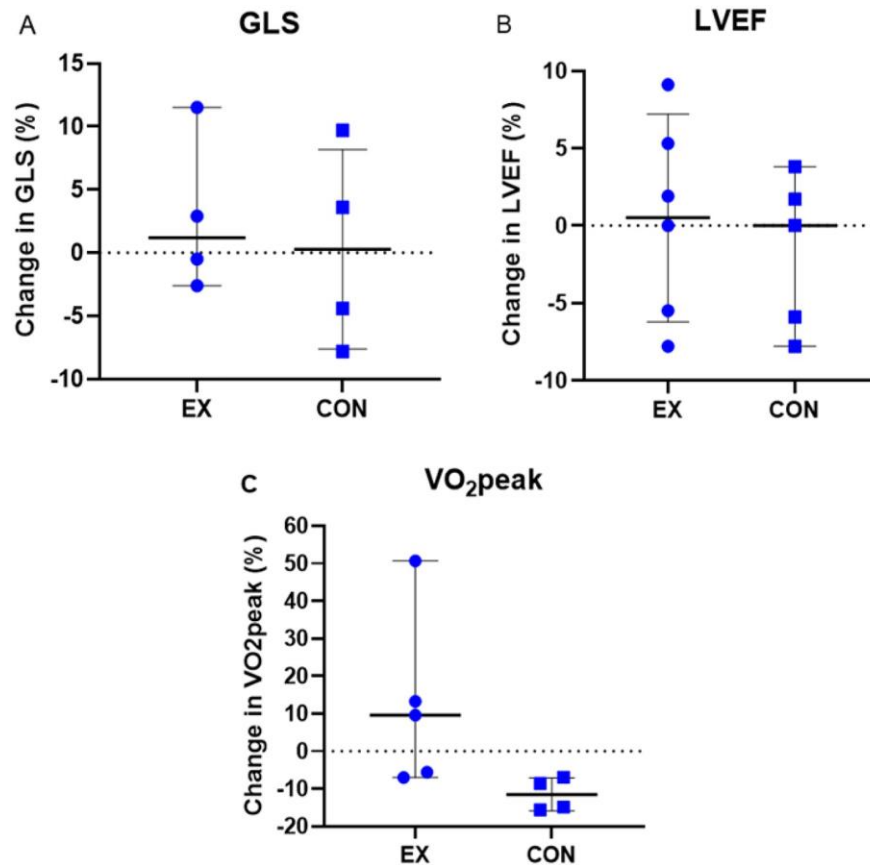 A
GLS
Change in GLS (%)
15
10
5
0
-5
-10
EX CON
B
LVEF
Change in LVEF (%)
10
5
0
-5
-10
EX CON
C
VO₂peak
Change in VO2peak (%)
60
50
40
30
20
10
0
-10
-20
EX CON